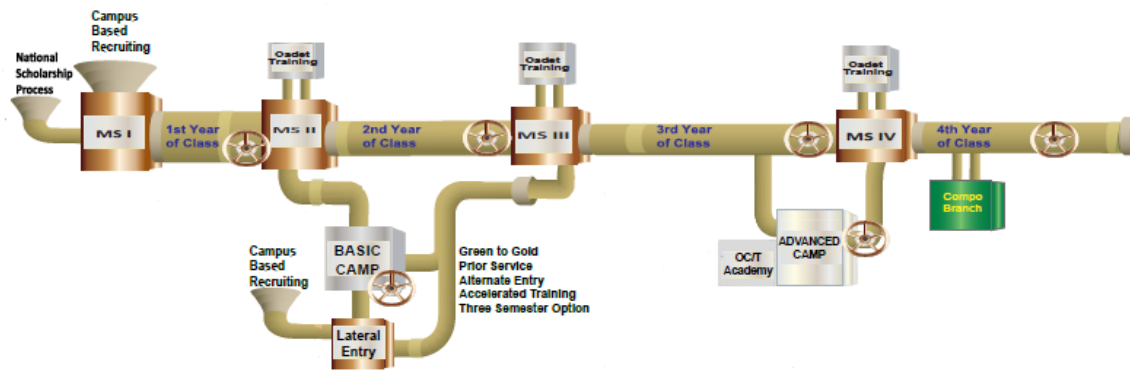 Campus
Based
Recruiting
National
Scholarship
Process
MS I
1st Year
of Class
Cadet
Training
MS II
2nd Year
of Class
Cadet
Training
MS III
3rd Year
of Class
Cadet
Training
MS IV
4th Year
of Class
Compo
Branch
BASIC
CAMP
Campus
Based
Recruiting
Lateral
Entry
Green to Gold
Prior Service
Alternate Entry
Accelerated Training
Three Semester Option
OC/T
Academy
ADVANCED
CAMP